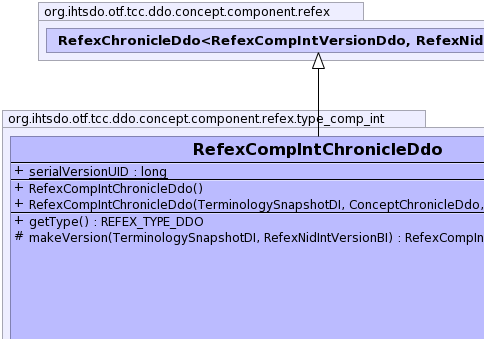 org.ihtsdo.otf.tcc.ddo.concept.component.refex
RefexChronicleDdo<RefexCompIntVersionDdo, RefexNid
org.ihtsdo.otf.tcc.ddo.concept.component.refex.type_comp_int
RefexCompIntChronicleDdo
+ serialVersionUID : long
+ RefexCompIntChronicleDdo()
+ RefexCompIntChronicleDdo(TerminologySnapshotDI, ConceptChronicleDdo,
+ getType() : REFEX_TYPE_DDO
# makeVersion(TerminologySnapshotDI, RefexNidIntVersionBI) : RefexCompIn